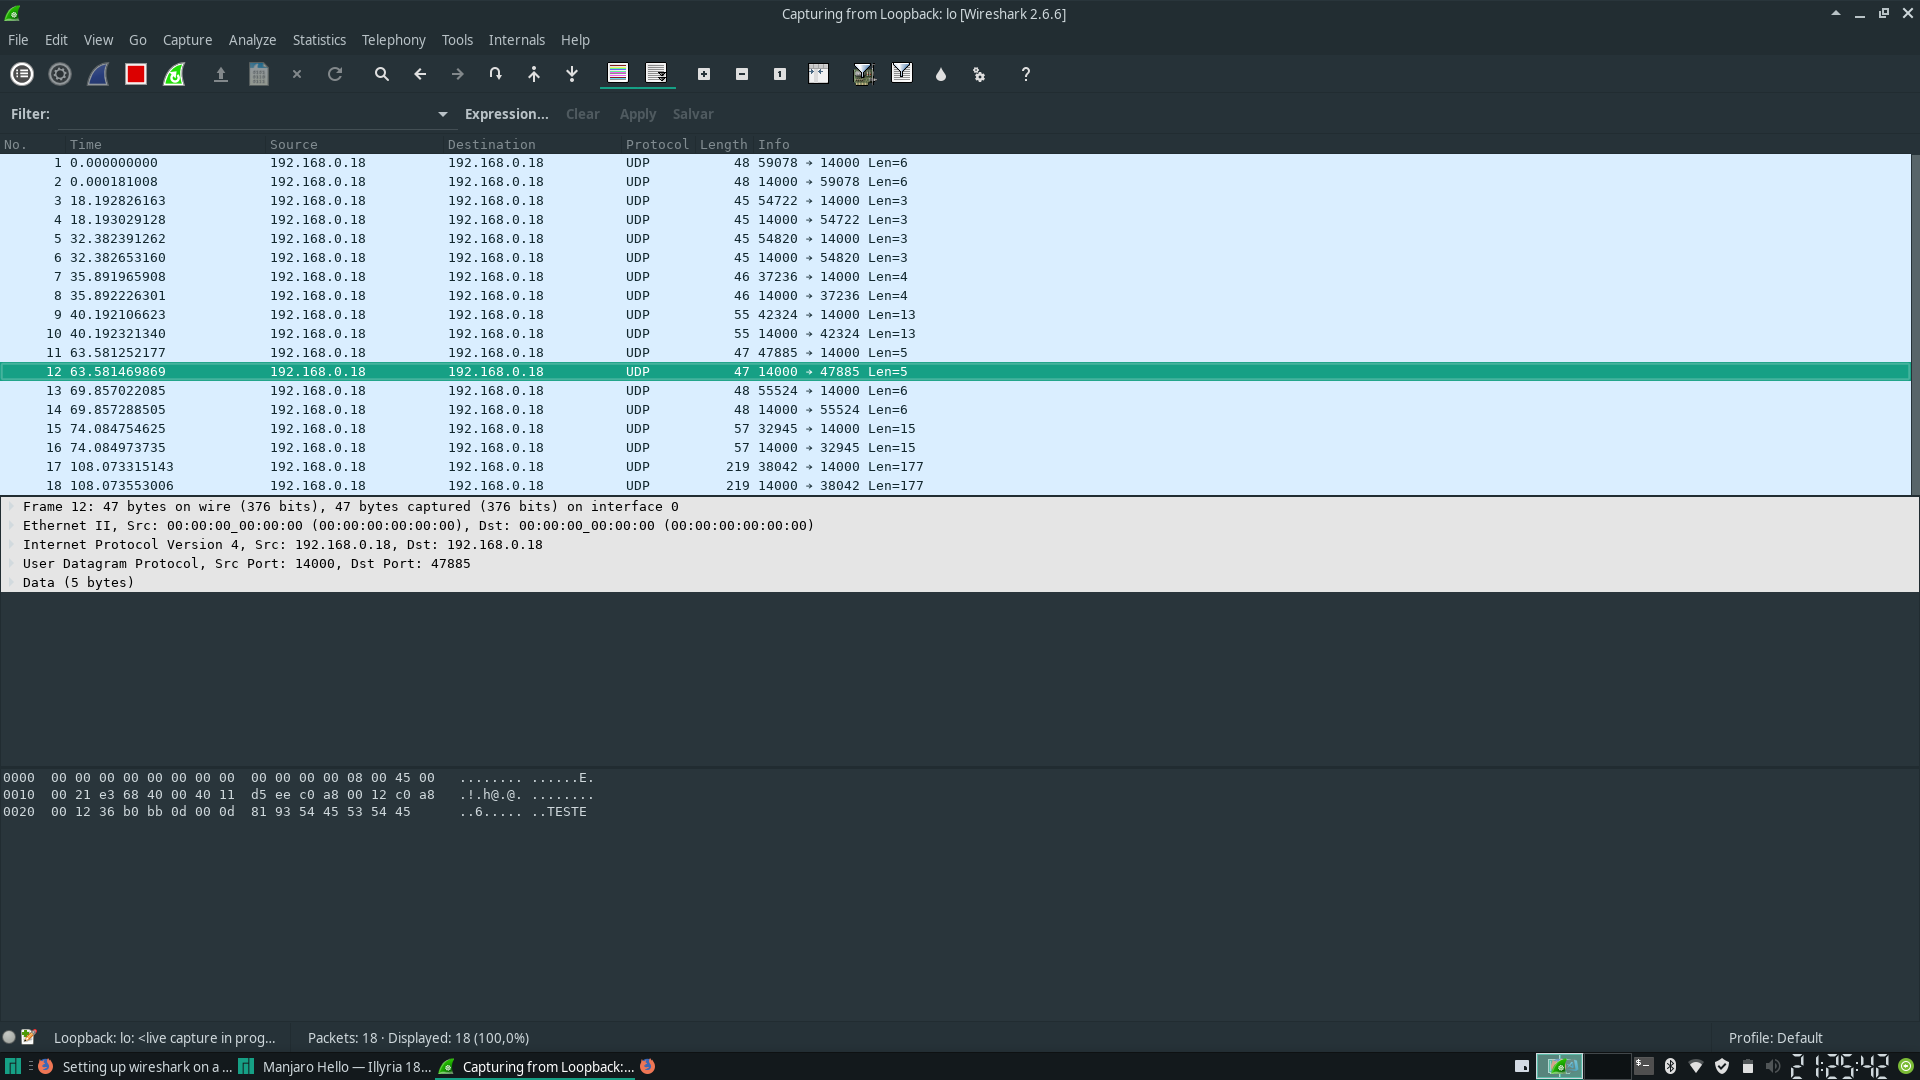 Capturing from Loopback: lo [Wireshark 2.6.6]
File Edit View Go Capture Analyze Statistics Telephony Tools Internals Help
Filter: Expression... Clear Apply Salvar
No. Time Source Destination Protocol Length Info
1 0.000000000 192.168.0.18 192.168.0.18 UDP 48 59078 → 14000 Len=6
2 0.000181008 192.168.0.18 192.168.0.18 UDP 48 14000 → 59078 Len=6
3 18.192826163 192.168.0.18 192.168.0.18 UDP 45 54722 → 14000 Len=3
4 18.193029128 192.168.0.18 192.168.0.18 UDP 45 14000 → 54722 Len=3
5 32.382391262 192.168.0.18 192.168.0.18 UDP 45 54820 → 14000 Len=3
6 32.382653160 192.168.0.18 192.168.0.18 UDP 45 14000 → 54820 Len=3
7 35.891965908 192.168.0.18 192.168.0.18 UDP 46 37236 → 14000 Len=4
8 35.892226301 192.168.0.18 192.168.0.18 UDP 46 14000 → 37236 Len=4
9 40.192106623 192.168.0.18 192.168.0.18 UDP 55 42324 → 14000 Len=13
10 40.192321340 192.168.0.18 192.168.0.18 UDP 55 14000 → 42324 Len=13
11 63.581252177 192.168.0.18 192.168.0.18 UDP 47 47885 → 14000 Len=5
12 63.581469869 192.168.0.18 192.168.0.18 UDP 47 14000 → 47885 Len=5
13 69.857022085 192.168.0.18 192.168.0.18 UDP 48 55524 → 14000 Len=6
14 69.857288505 192.168.0.18 192.168.0.18 UDP 48 14000 → 55524 Len=6
15 74.084754625 192.168.0.18 192.168.0.18 UDP 57 32945 → 14000 Len=15
16 74.084973735 192.168.0.18 192.168.0.18 UDP 57 14000 → 32945 Len=15
17 108.073315143 192.168.0.18 192.168.0.18 UDP 219 38042 → 14000 Len=177
18 108.073553006 192.168.0.18 192.168.0.18 UDP 219 14000 → 38042 Len=177
Frame 12: 47 bytes on wire (376 bits), 47 bytes captured (376 bits) on interface 0
Ethernet II, Src: 00:00:00_00:00:00 (00:00:00:00:00:00), Dst: 00:00:00_00:00:00 (00:00:00:00:00:00)
Internet Protocol Version 4, Src: 192.168.0.18, Dst: 192.168.0.18
User Datagram Protocol, Src Port: 14000, Dst Port: 47885
Data (5 bytes)
0000 00 00 00 00 00 00 00 00 00 00 00 00 08 00 45 00 ........ ......E.
0010 00 21 e3 68 40 00 40 11 d5 ee c0 a8 00 12 c0 a8 .!.h@.@. ........
0020 00 12 36 b0 bb 0d 00 0d 81 93 54 45 53 54 45 ..6..... ..TESTE
Loopback: lo: <live capture in prog... Packets: 18 · Displayed: 18 (100,0%) Profile: Default
Setting up wireshark on a ... Manjaro Hello — Illyria 18... Capturing from Loopback:... 21:25:42